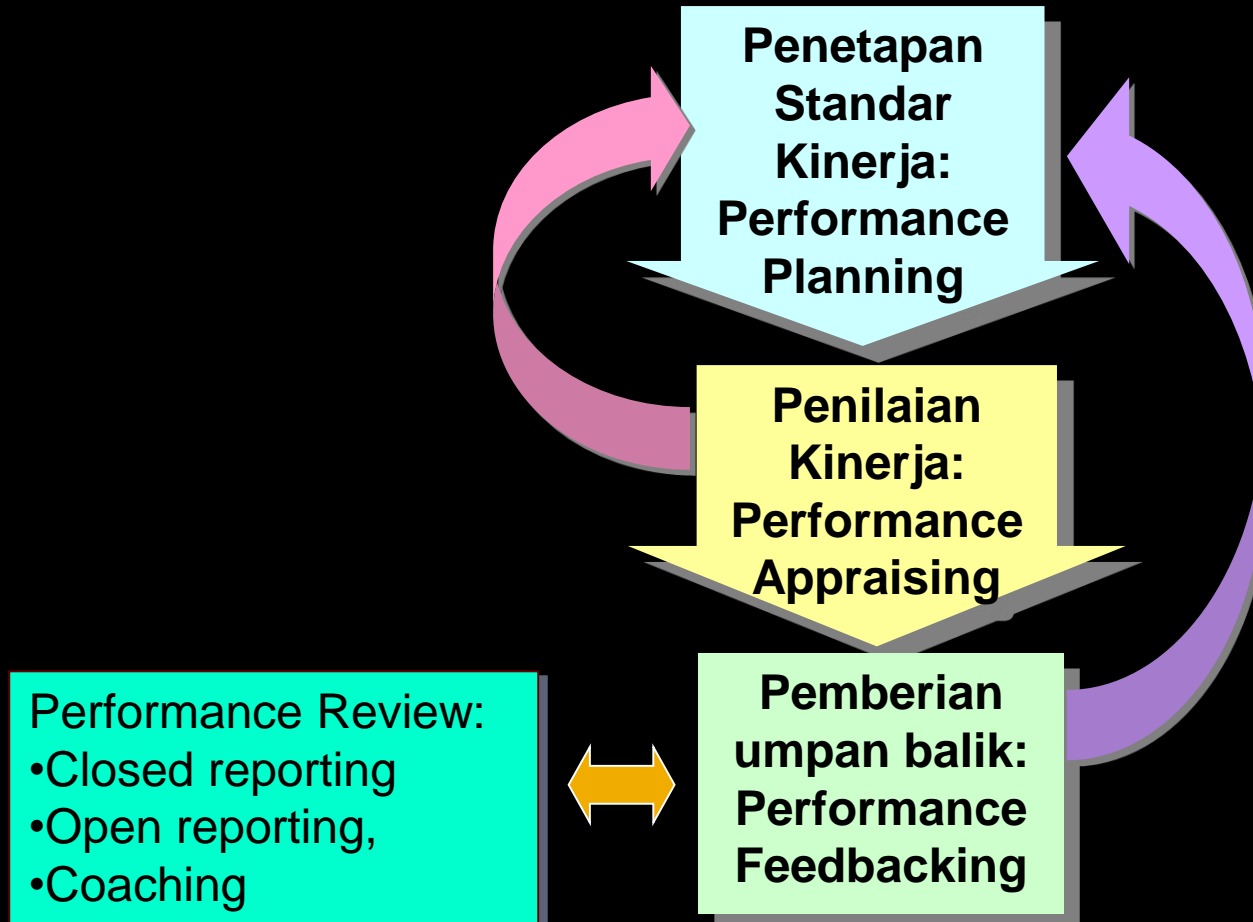 Penetapan
Standar
Kinerja:
Performance
Planning
Penilaian
Kinerja:
Performance
Appraising
Pemberian
umpan balik:
Performance
Feedbacking
Performance Review:
•Closed reporting
•Open reporting,
•Coaching